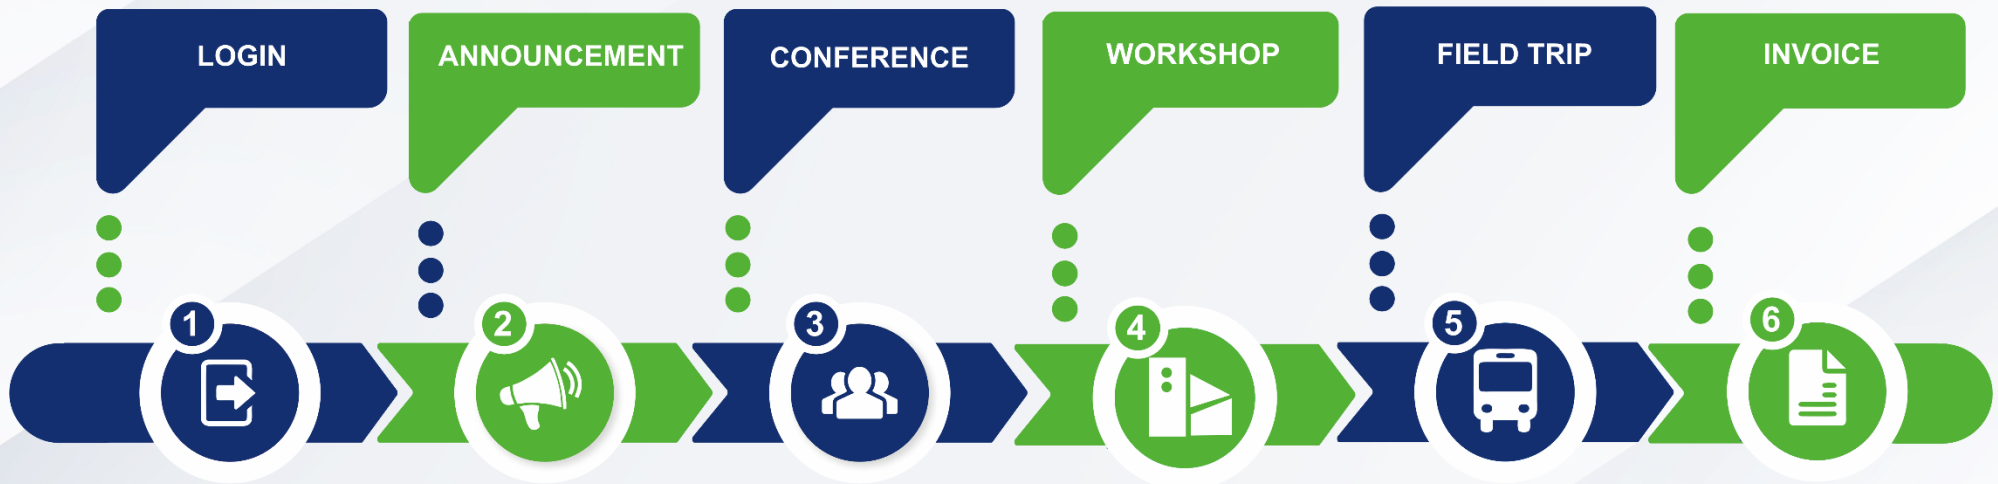 LOGIN
ANNOUNCEMENT
CONFERENCE
WORKSHOP
FIELD TRIP
INVOICE
1
2
3
4
5
6